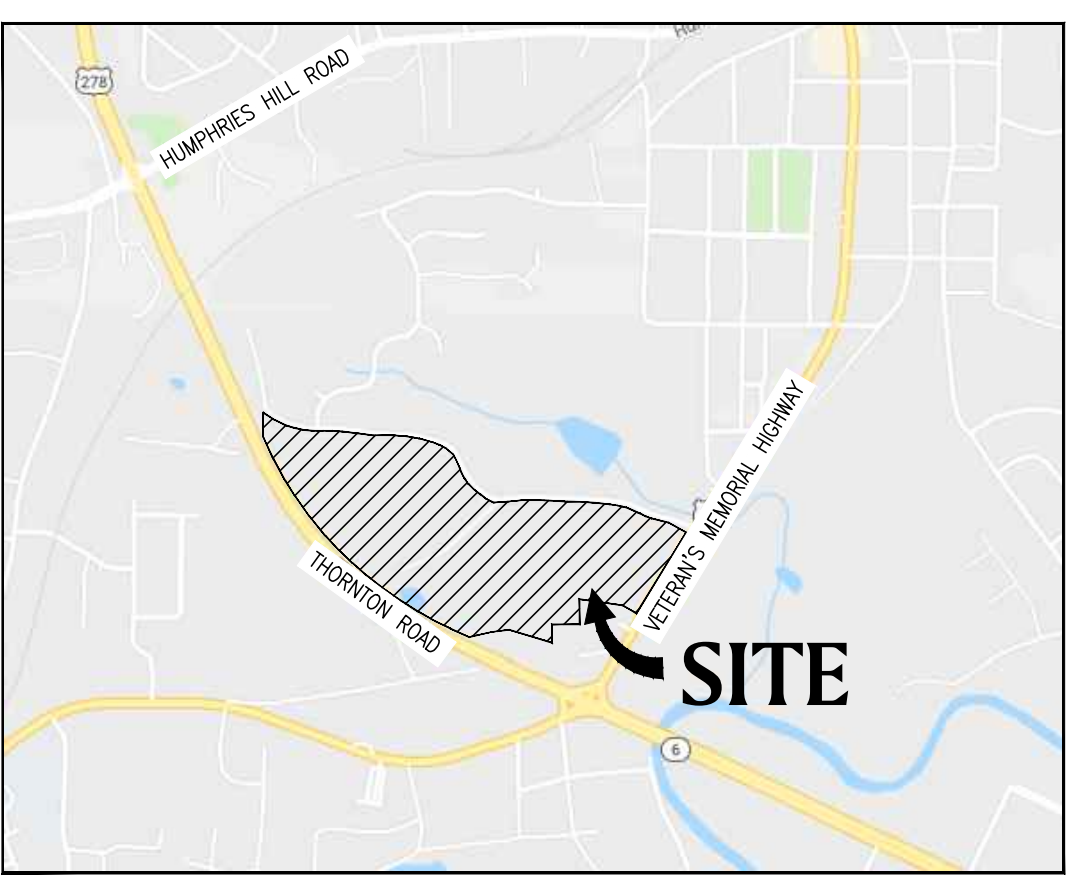 278
HUMPHRIES HILL ROAD
THORNTON ROAD
VETERAN'S MEMORIAL HIGHWAY
SITE
6